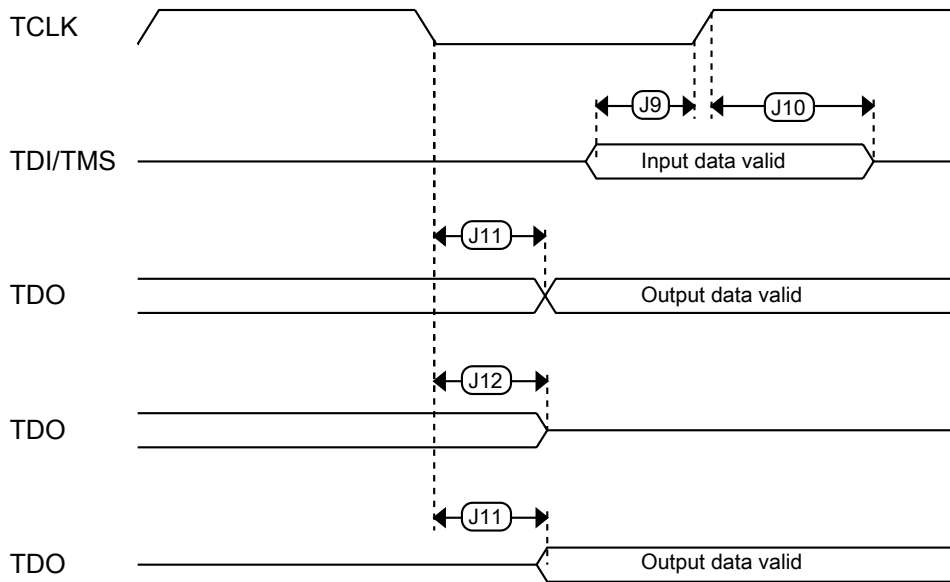 TCLK
J9
J10
TDI/TMS
Input data valid
J11
TDO
Output data valid
J12
TDO
J11
TDO
Output data valid